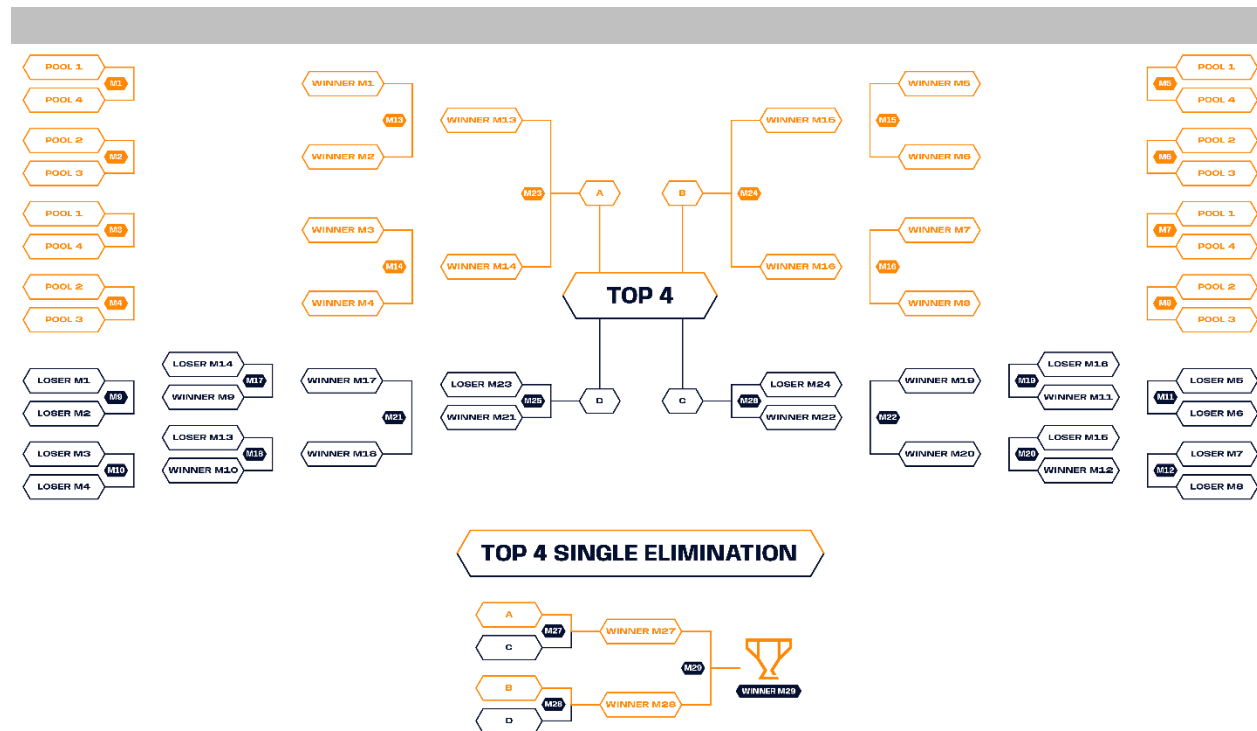 POOL 1
M1
POOL 4
POOL 2
M2
POOL 3
POOL 1
M3
POOL 4
POOL 2
M4
POOL 3
WINNER M1
M13
WINNER M2
WINNER M3
M14
WINNER M4
WINNER M13
M23
WINNER M14
A
B
TOP 4
WINNER M15
M24
WINNER M16
WINNER M5
M15
WINNER M6
WINNER M7
M16
WINNER M8
POOL 1
M5
POOL 4
POOL 2
M6
POOL 3
POOL 1
M7
POOL 4
POOL 2
M8
POOL 3
LOSER M1
M9
LOSER M2
LOSER M3
M10
LOSER M4
LOSER M14
M17
WINNER M9
LOSER M13
M18
WINNER M10
WINNER M17
M21
WINNER M18
LOSER M23
M25
WINNER M21
D
C
LOSER M24
M26
WINNER M22
WINNER M19
M22
WINNER M20
LOSER M16
M19
WINNER M11
LOSER M15
M20
WINNER M12
LOSER M5
M11
LOSER M6
LOSER M7
M12
LOSER M8
TOP 4 SINGLE ELIMINATION
A
M27
C
WINNER M27
B
M28
D
WINNER M28
M29
WINNER M29